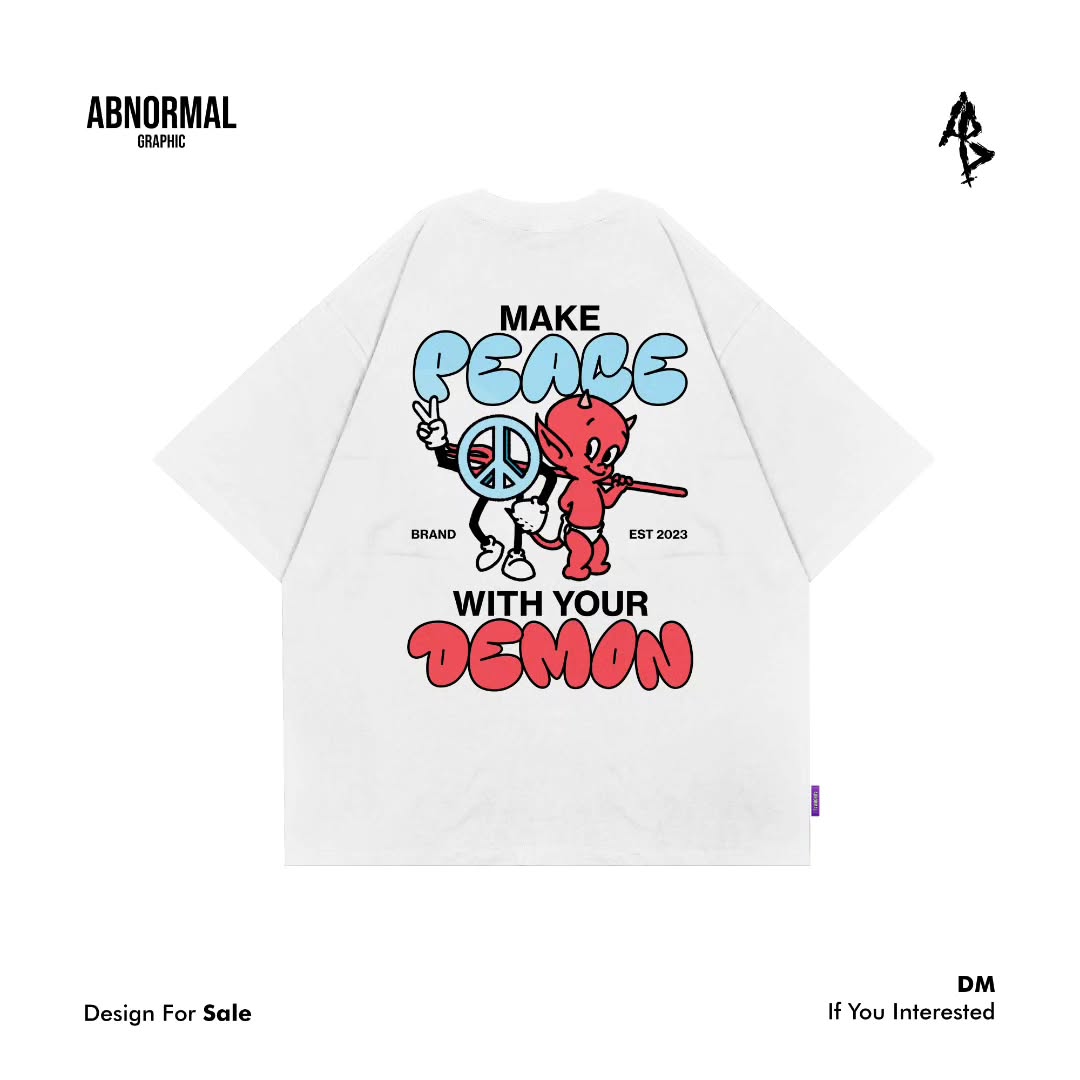 ABNORMAL
GRAPHIC
MAKE
PEACE
BRAND
EST 2023
WITH YOUR
DEMON
Design For Sale
DM
If You Interested